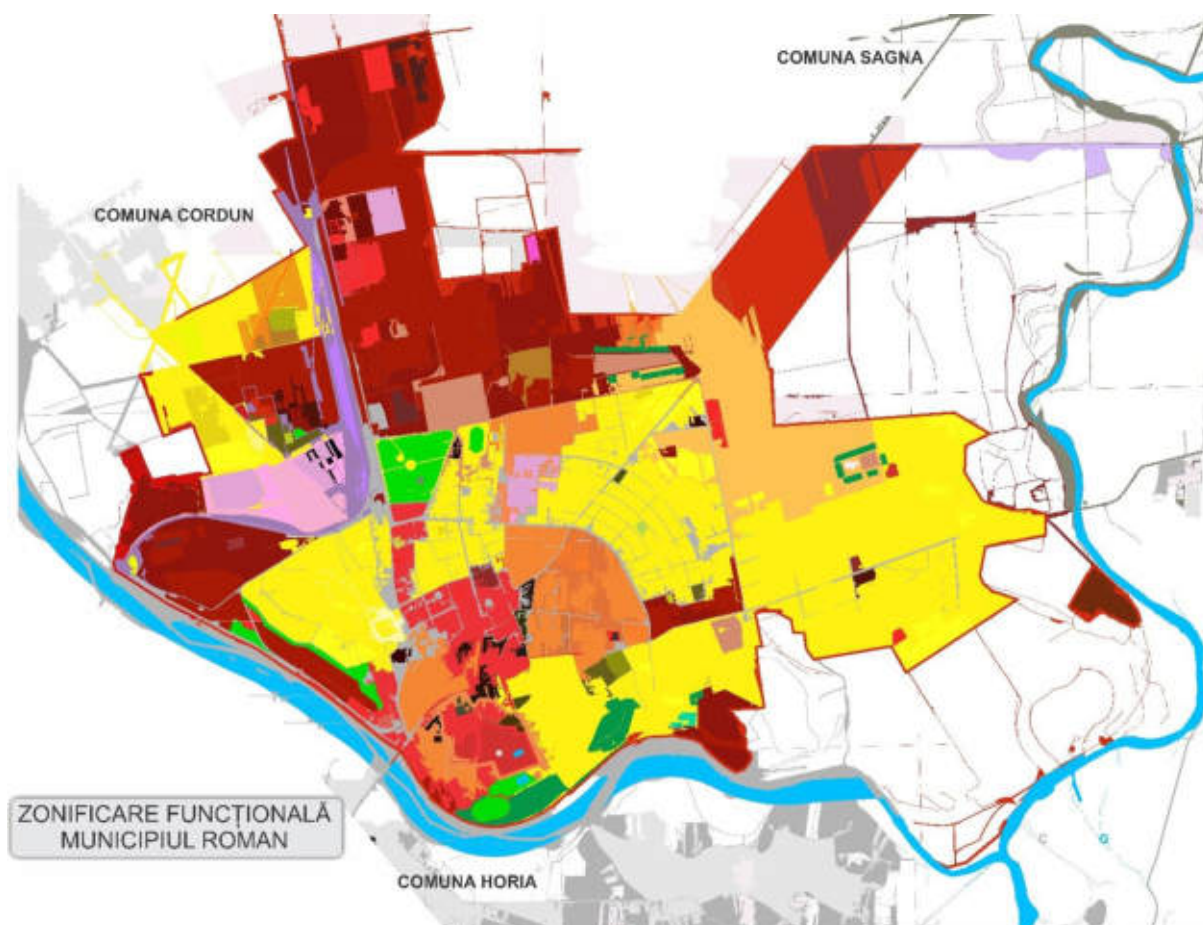 COMUNA SAGNA
COMUNA CORDUN
ZONIFICARE FUNCȚIONALĂ
MUNICIPIUL ROMAN
COMUNA HORIA
C
G